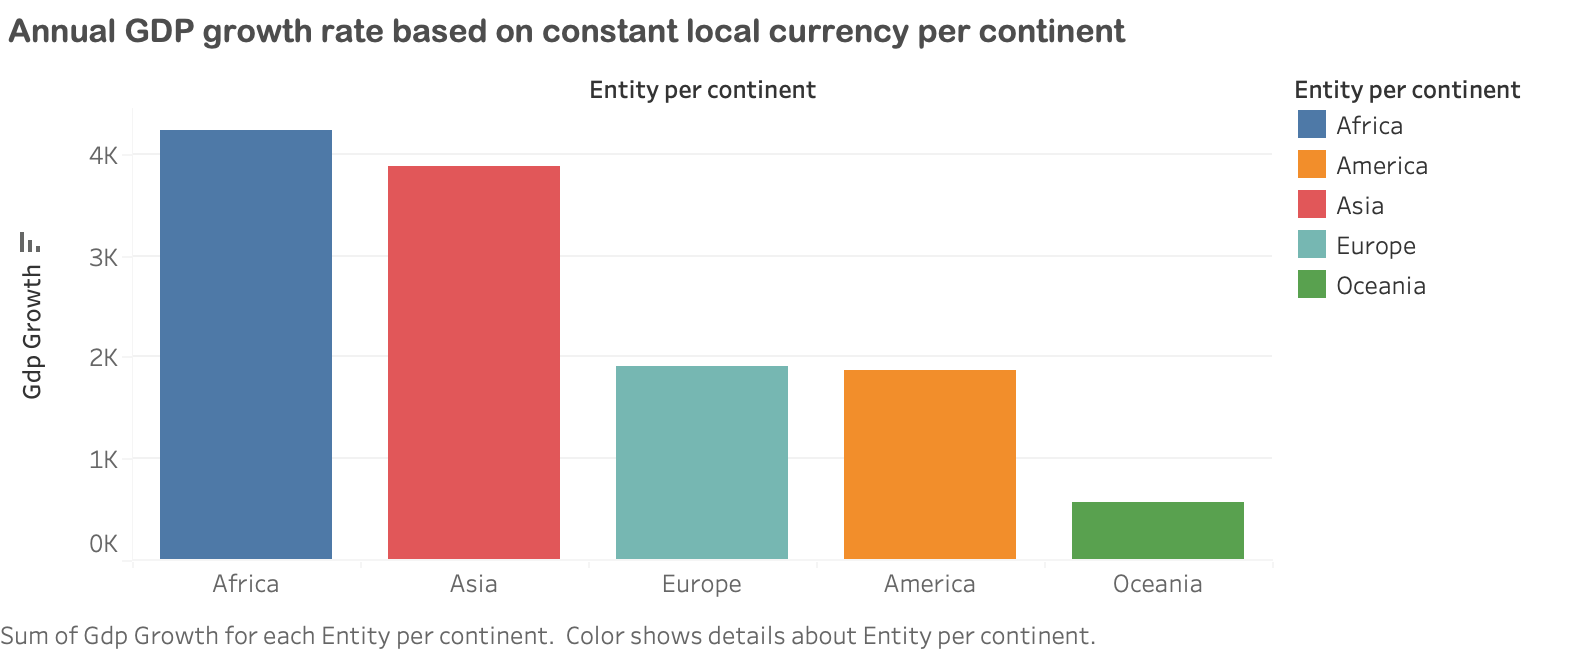 Annual GDP growth rate based on constant local currency per continent
Entity per continent
Entity per continent
Africa
America
Asia
Europe
Oceania
Gdp Growth
4K
3K
2K
1K
0K
Africa
Asia
Europe
America
Oceania
Sum of Gdp Growth for each Entity per continent.  Color shows details about Entity per continent.